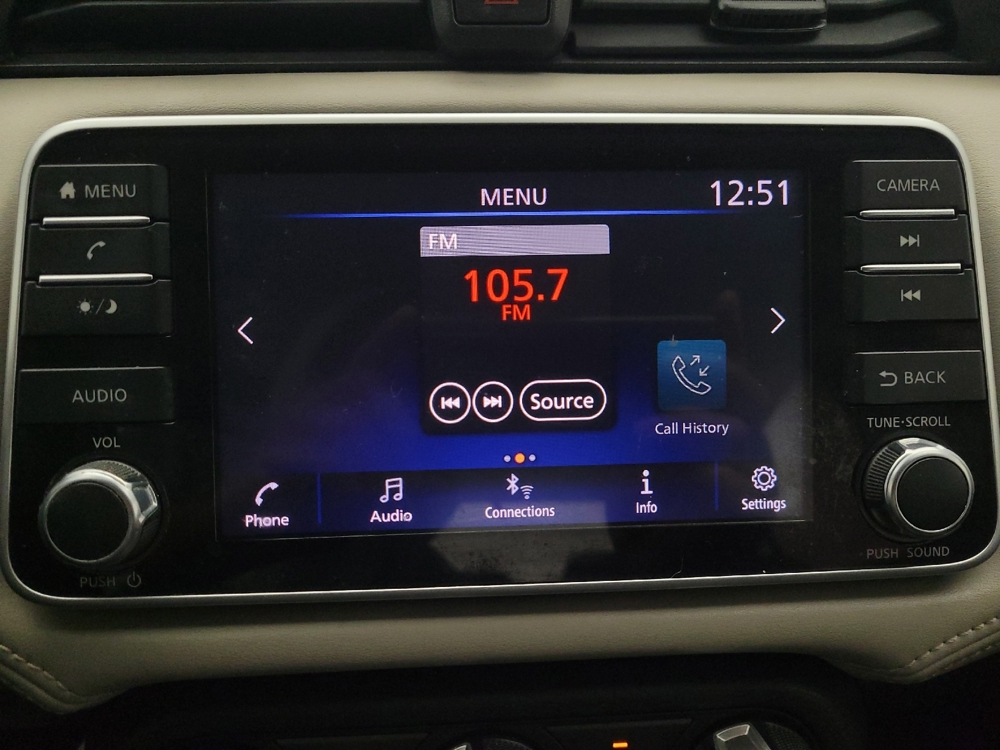 MENU
AUDIO
VOL
PUSH
MENU
12:51
FM
105.7
FM
Source
Call History
Phone
Audio
Connections
Info
Settings
CAMERA
BACK
TUNE·SCROLL
PUSH SOUND